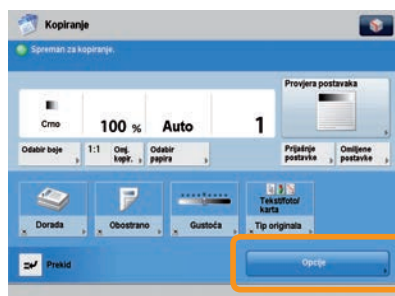 Kopiranje
Spreman za kopiranje.
Provjera postavaka
Crno
100 %
Auto
1
Odabir boje
1:1
Omj. kopir.
Odabir papira
Prijašnje postavke
Omiljene postavke
Tekst/foto/
karta
Dorada
Obostrano
Gustoća
Tip originala
Prekid
Opcije